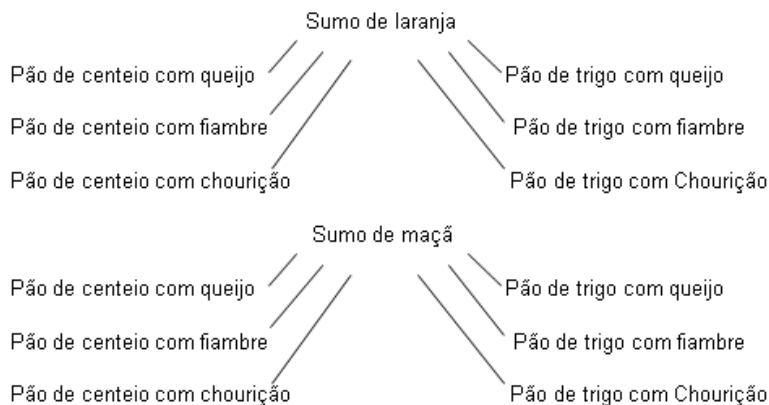 Sumo de laranja
Pão de centeio com queijo Pão de trigo com queijo
Pão de centeio com fiambre Pão de trigo com fiambre
Pão de centeio com chourição Pão de trigo com Chourição
Sumo de maçã
Pão de centeio com queijo Pão de trigo com queijo
Pão de centeio com fiambre Pão de trigo com fiambre
Pão de centeio com chourição Pão de trigo com Chourição